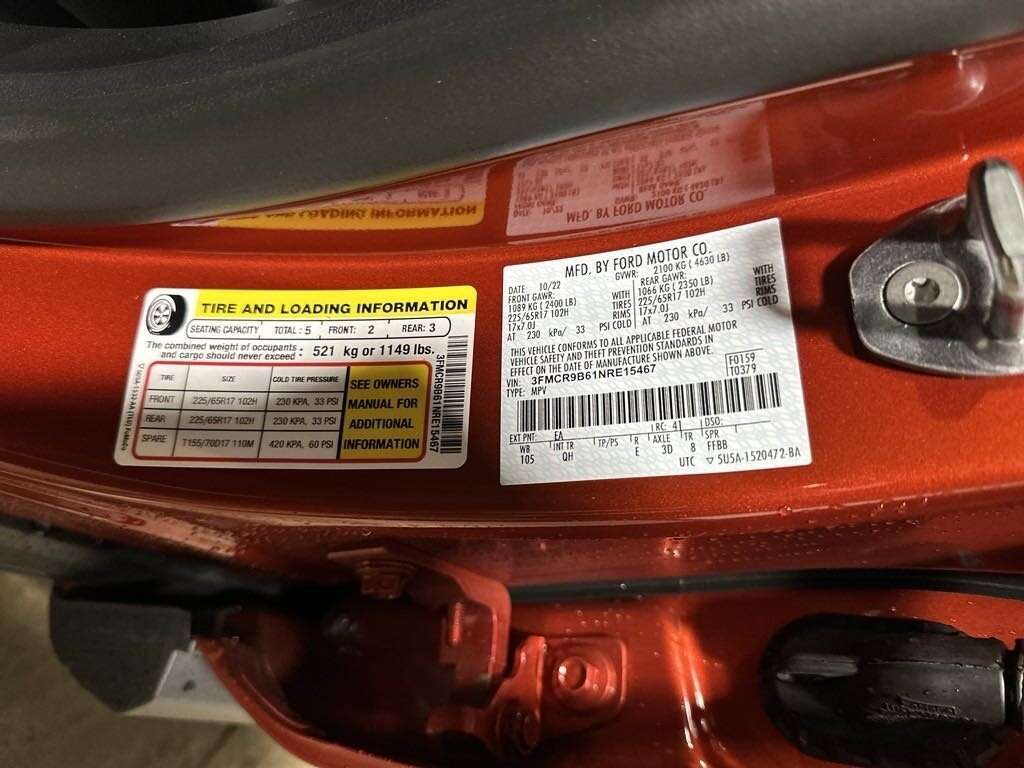 TIRE AND LOADING INFORMATION
SEATING CAPACITY TOTAL : 5 FRONT: 2 REAR: 3
The combined weight of occupants and cargo should never exceed - 521 kg or 1149 lbs.
TIRE SIZE COLD TIRE PRESSURE
FRONT 225/65R17 102H 230 KPA, 33 PSI
REAR 225/65R17 102H 230 KPA, 33 PSI
SPARE T155/70D17 110M 420 KPA, 60 PSI
SEE OWNERS
MANUAL FOR
ADDITIONAL
INFORMATION
3FMCR9B61NRE15467
MFD. BY FORD MOTOR CO.
DATE 10/22 GVWR: 2100 KG ( 4630 LB)
FRONT GAWR: REAR GAWR:
1089 KG ( 2400 LB) WITH 1066 KG ( 2350 LB) WITH
225/65R17 102H TIRES 225/65R17 102H TIRES
17x7.0J RIMS 17x7.0J RIMS
AT 230 kPa/ 33 PSI COLD AT 230 kPa/ 33 PSI COLD
THIS VEHICLE CONFORMS TO ALL APPLICABLE FEDERAL MOTOR
VEHICLE SAFETY AND THEFT PREVENTION STANDARDS IN
EFFECT ON THE DATE OF MANUFACTURE SHOWN ABOVE.
VIN: 3FMCR9B61NRE15467 F0159
TYPE: MPV T0379
EXT PNT: EA RC: 41 DSO:
WB INT TR TP/PS R AXLE TR SPR
105 QH E 3D 8 FFBB
UTC ▽ SU5A-1520472-BA